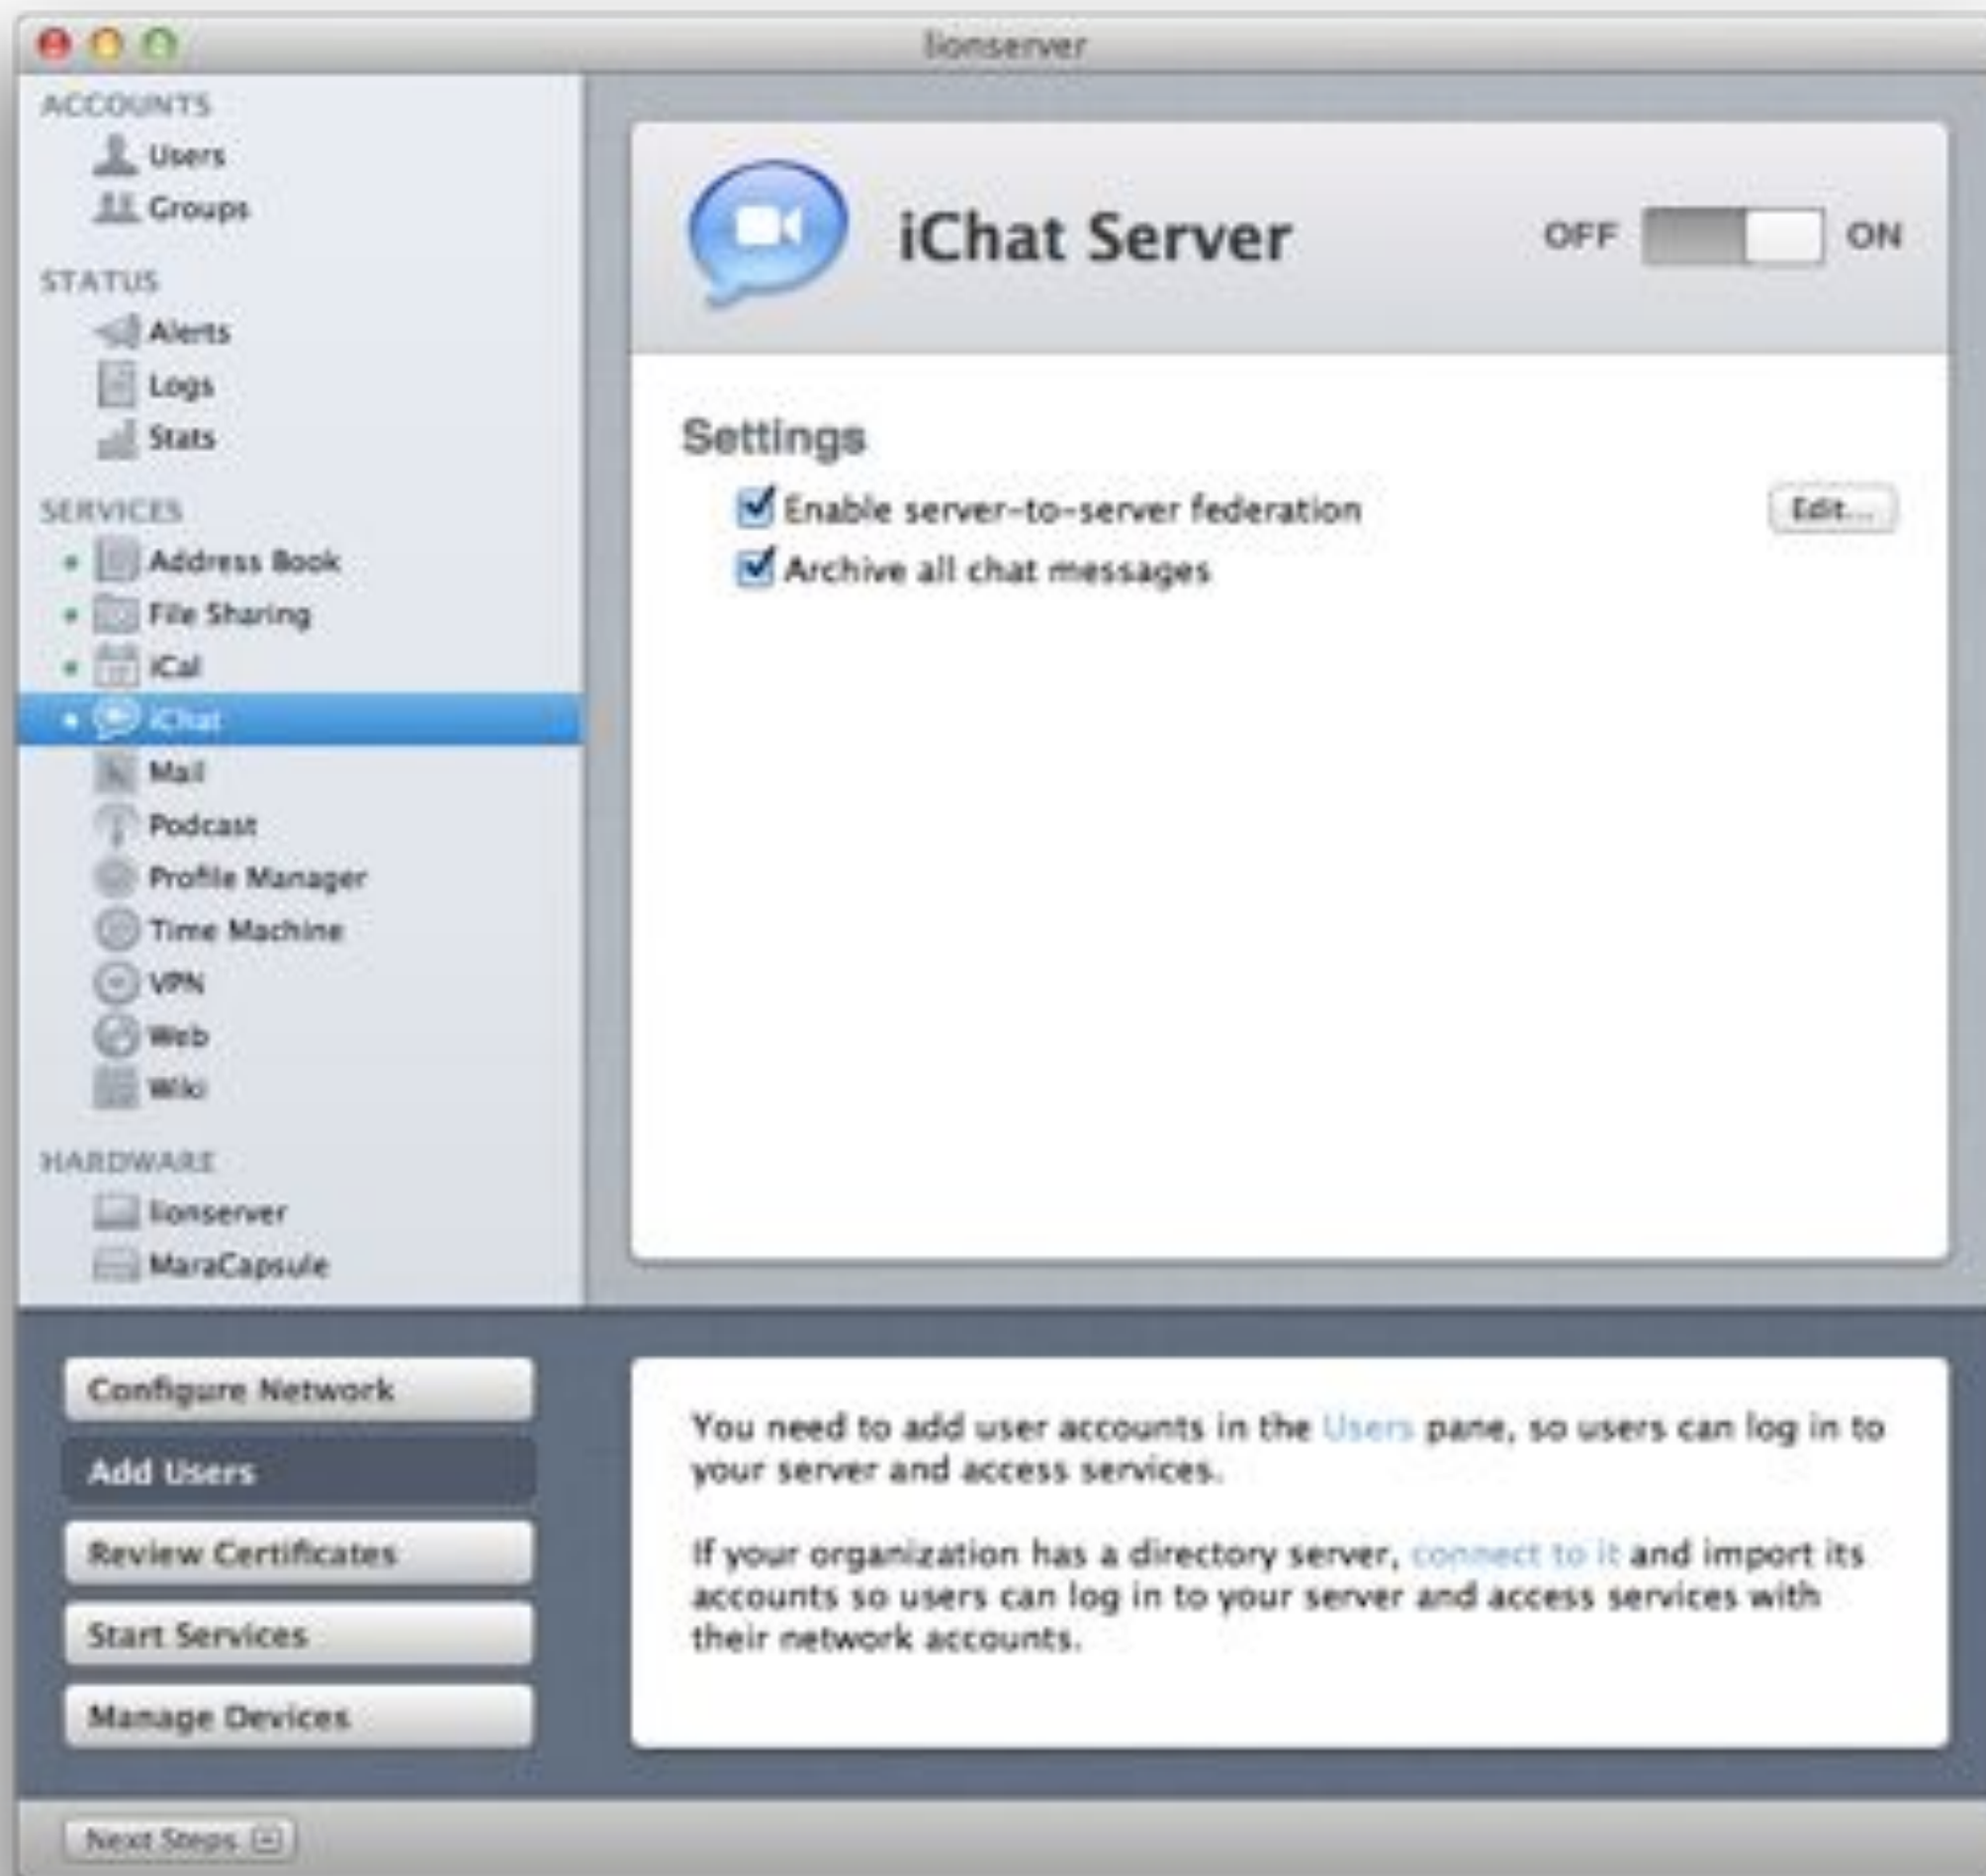 lionserver
ACCOUNTS
Users
Groups
STATUS
Alerts
Logs
Stats
SERVICES
Address Book
File Sharing
iCal
iChat
Mail
Podcast
Profile Manager
Time Machine
VPN
Web
Wiki
HARDWARE
lionserver
MaraCapsule
iChat Server
OFF ON
Settings
Enable server-to-server federation
Edit...
Archive all chat messages
Configure Network
Add Users
Review Certificates
Start Services
Manage Devices
You need to add user accounts in the Users pane, so users can log in to
your server and access services.
If your organization has a directory server, connect to it and import its
accounts so users can log in to your server and access services with
their network accounts.
Next Steps